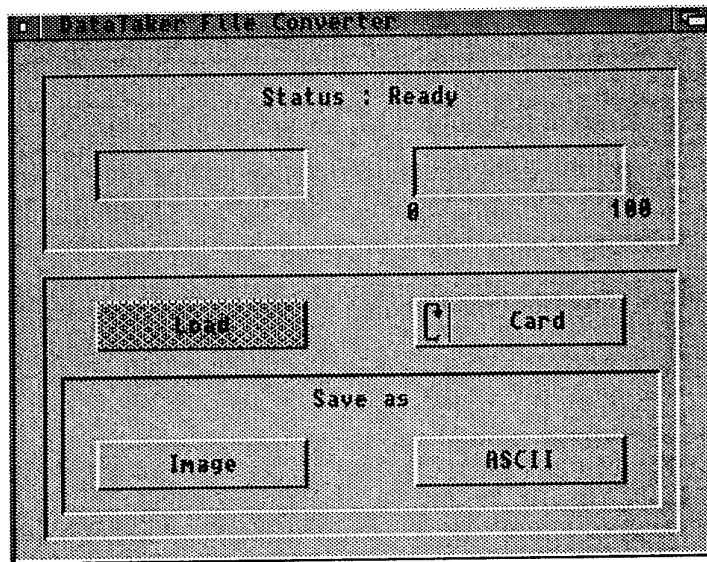 DataTaker File Converter
Status : Ready
0 100
Load Card
Save as
Image ASCII